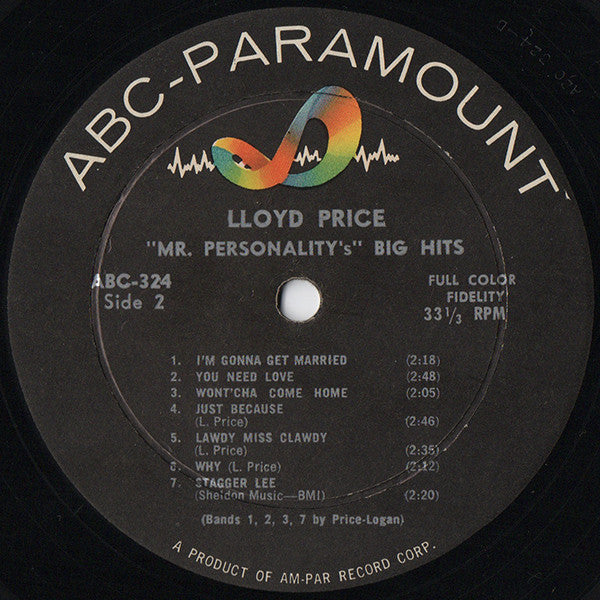 ABC-PARAMOUNT
LLOYD PRICE
"MR. PERSONALITY's" BIG HITS
ABC-324
Side 2
FULL COLOR
FIDELITY
33 1/3 RPM
1. I'M GONNA GET MARRIED (2:18)
2. YOU NEED LOVE (2:48)
3. WONT'CHA COME HOME (2:05)
4. JUST BECAUSE
(L. Price) (2:46)
5. LAWDY MISS CLAWDY
(L. Price) (2:35)
6. WHY (L. Price) (2:12)
7. STAGGER LEE
(Sheldon Music—BMI) (2:20)
(Bands 1, 2, 3, 7 by Price-Logan)
A PRODUCT OF AM-PAR RECORD CORP.